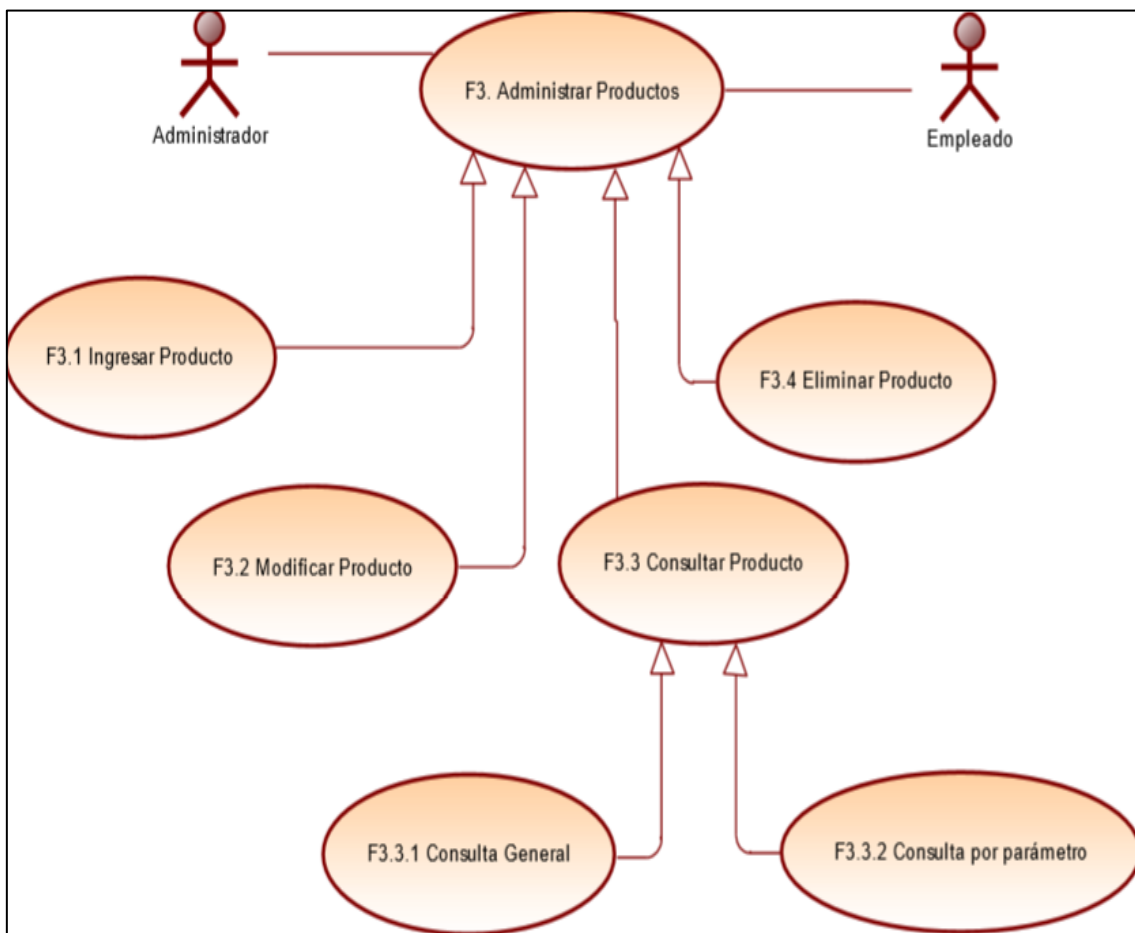 F3. Administrar Productos
Administrador
Empleado
F3.1 Ingresar Producto
F3.4 Eliminar Producto
F3.2 Modificar Producto
F3.3 Consultar Producto
F3.3.1 Consulta General
F3.3.2 Consulta por parámetro